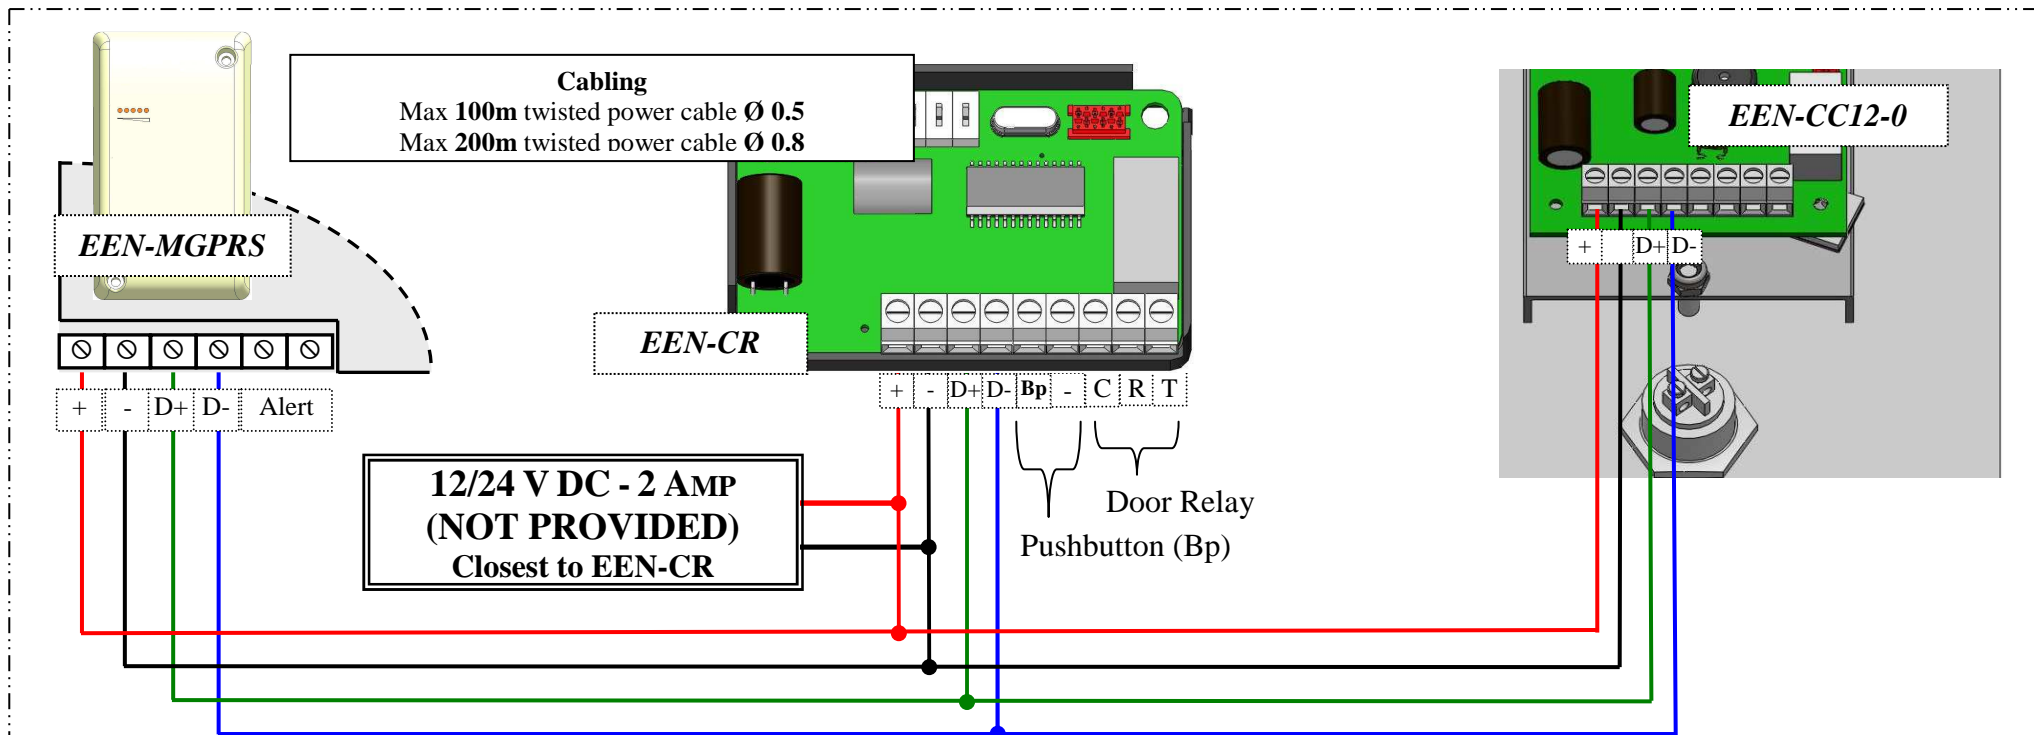 Cabling
Max 100m twisted power cable Ø 0.5
Max 200m twisted power cable Ø 0.8
EEN-CC12-0
EEN-MGPRS
+ D+ D-
EEN-CR
+ - D+ D- Alert
+ - D+ D- Bp - C R T
12/24 V DC - 2 AMP
(NOT PROVIDED)
Closest to EEN-CR
Door Relay
Pushbutton (Bp)